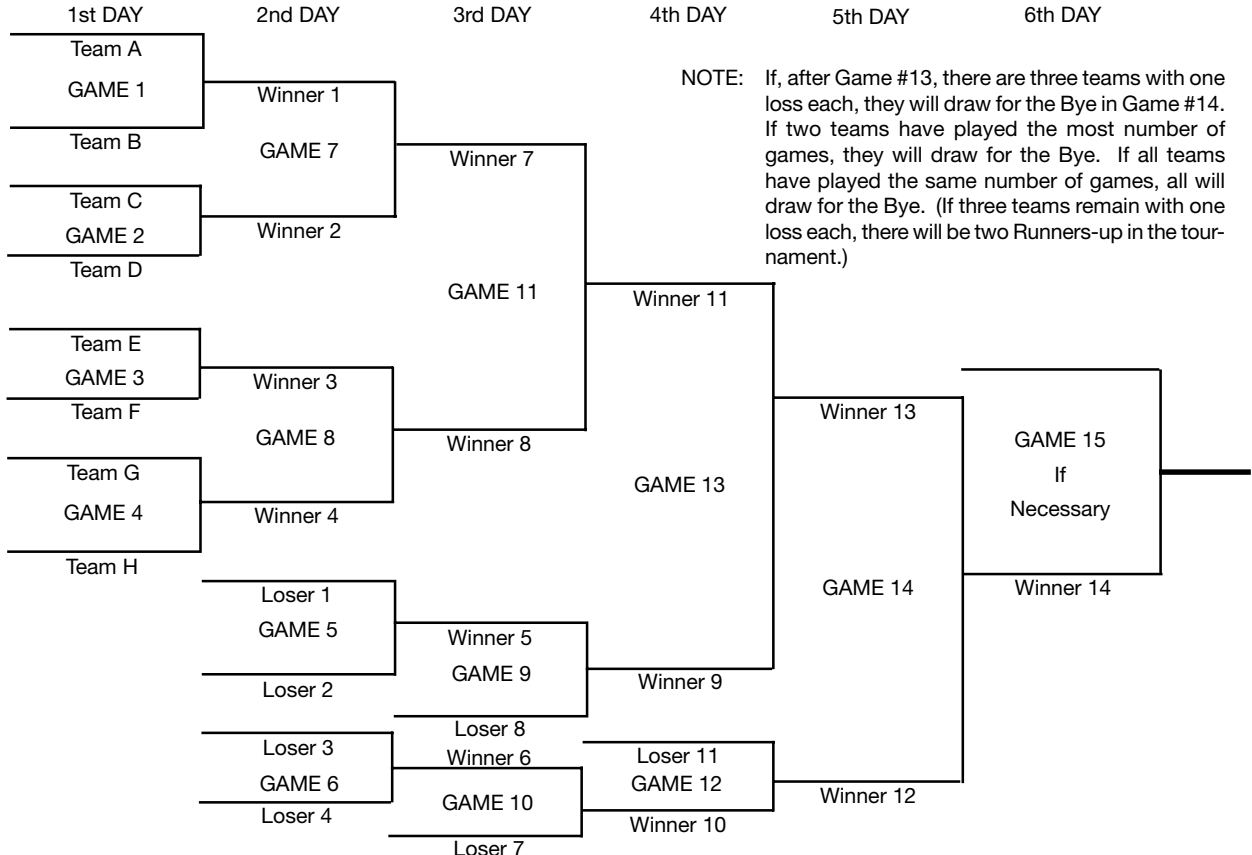 1st DAY
2nd DAY
3rd DAY
4th DAY
5th DAY
6th DAY
NOTE: If, after Game #13, there are three teams with one
loss each, they will draw for the Bye in Game #14.
If two teams have played the most number of
games, they will draw for the Bye. If all teams
have played the same number of games, all will
draw for the Bye. (If three teams remain with one
loss each, there will be two Runners-up in the tour-
nament.)
Team A
GAME 1
Team B
Team C
GAME 2
Team D
Team E
GAME 3
Team F
Team G
GAME 4
Team H
Winner 1
GAME 7
Winner 2
Winner 3
GAME 8
Winner 4
Loser 1
GAME 5
Loser 2
Loser 3
GAME 6
Loser 4
Winner 7
GAME 11
Winner 8
Winner 5
GAME 9
Loser 8
Winner 6
GAME 10
Loser 7
Winner 11
GAME 13
Winner 9
Loser 11
GAME 12
Winner 10
Winner 13
GAME 14
Winner 12
GAME 15
If
Necessary
Winner 14